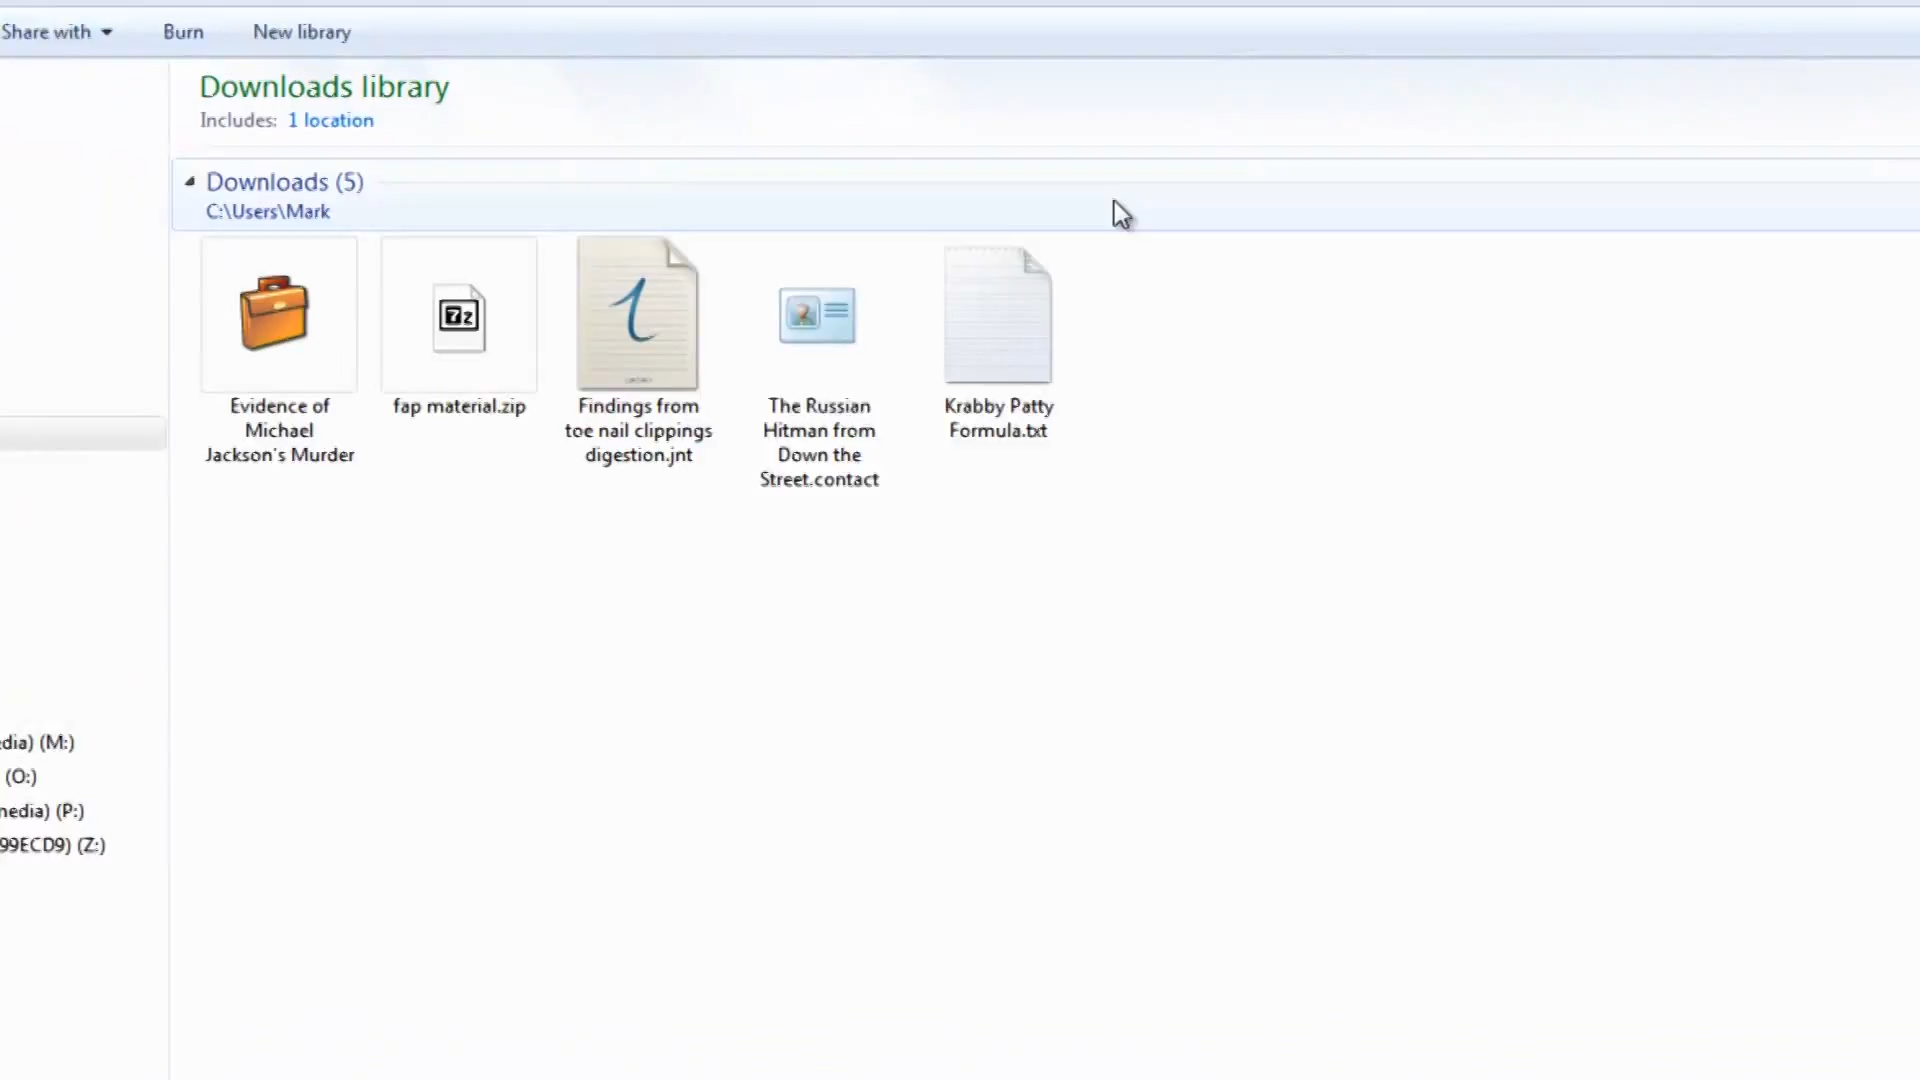 Share with
Burn
New library
Downloads library
Includes: 1 location
Downloads (5)
C:\Users\Mark
Evidence of
Michael
Jackson's Murder
7z
fap material.zip
Findings from
toe nail clippings
digestion.jnt
The Russian
Hitman from
Down the
Street.contact
Krabby Patty
Formula.txt
edia) (M:)
(O:)
nedia) (P:)
99ECD9) (Z:)